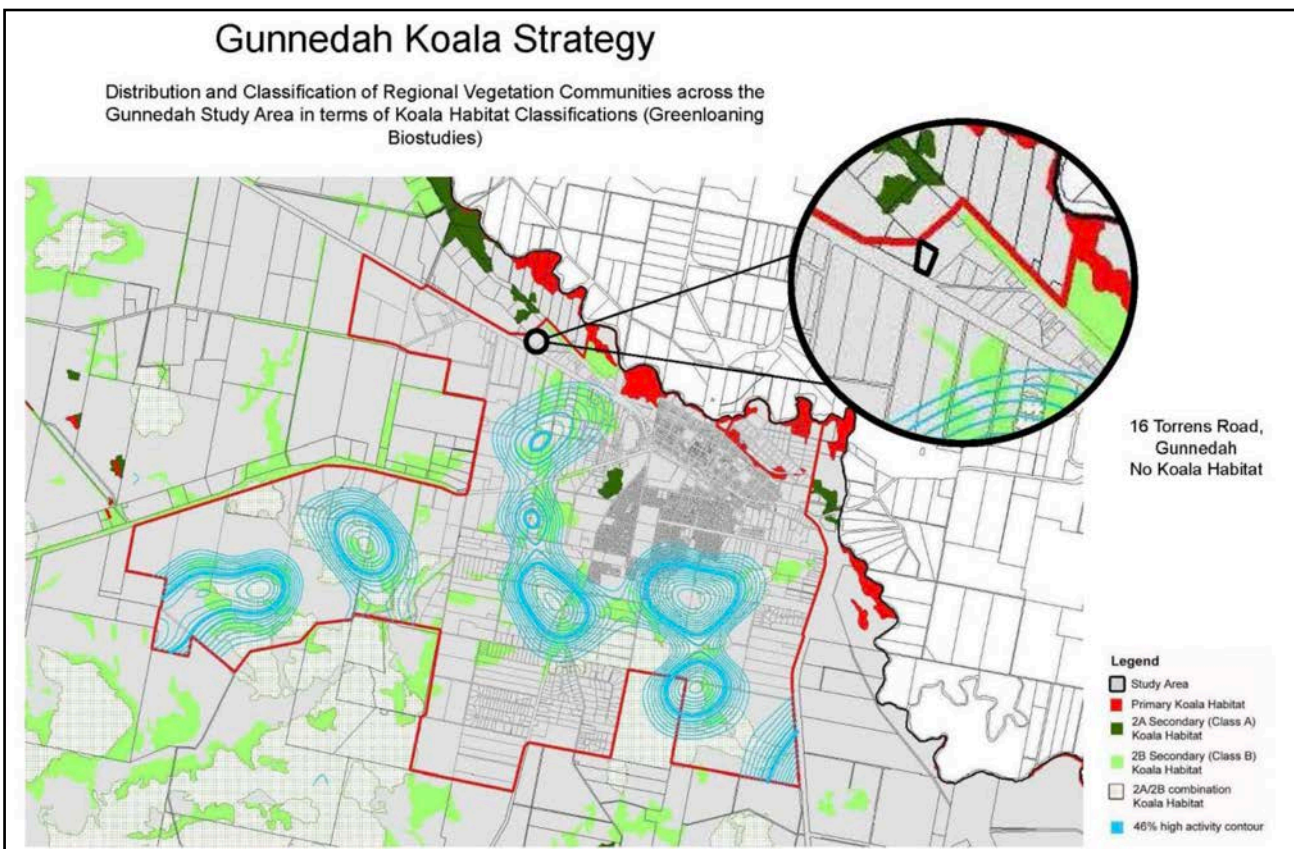 Gunnedah Koala Strategy
Distribution and Classification of Regional Vegetation Communities across the
Gunnedah Study Area in terms of Koala Habitat Classifications (Greenloaning
Biostudies)
16 Torrens Road,
Gunnedah
No Koala Habitat
Legend
Study Area
Primary Koala Habitat
2A Secondary (Class A)
Koala Habitat
2B Secondary (Class B)
Koala Habitat
2A/2B combination
Koala Habitat
46% high activity contour